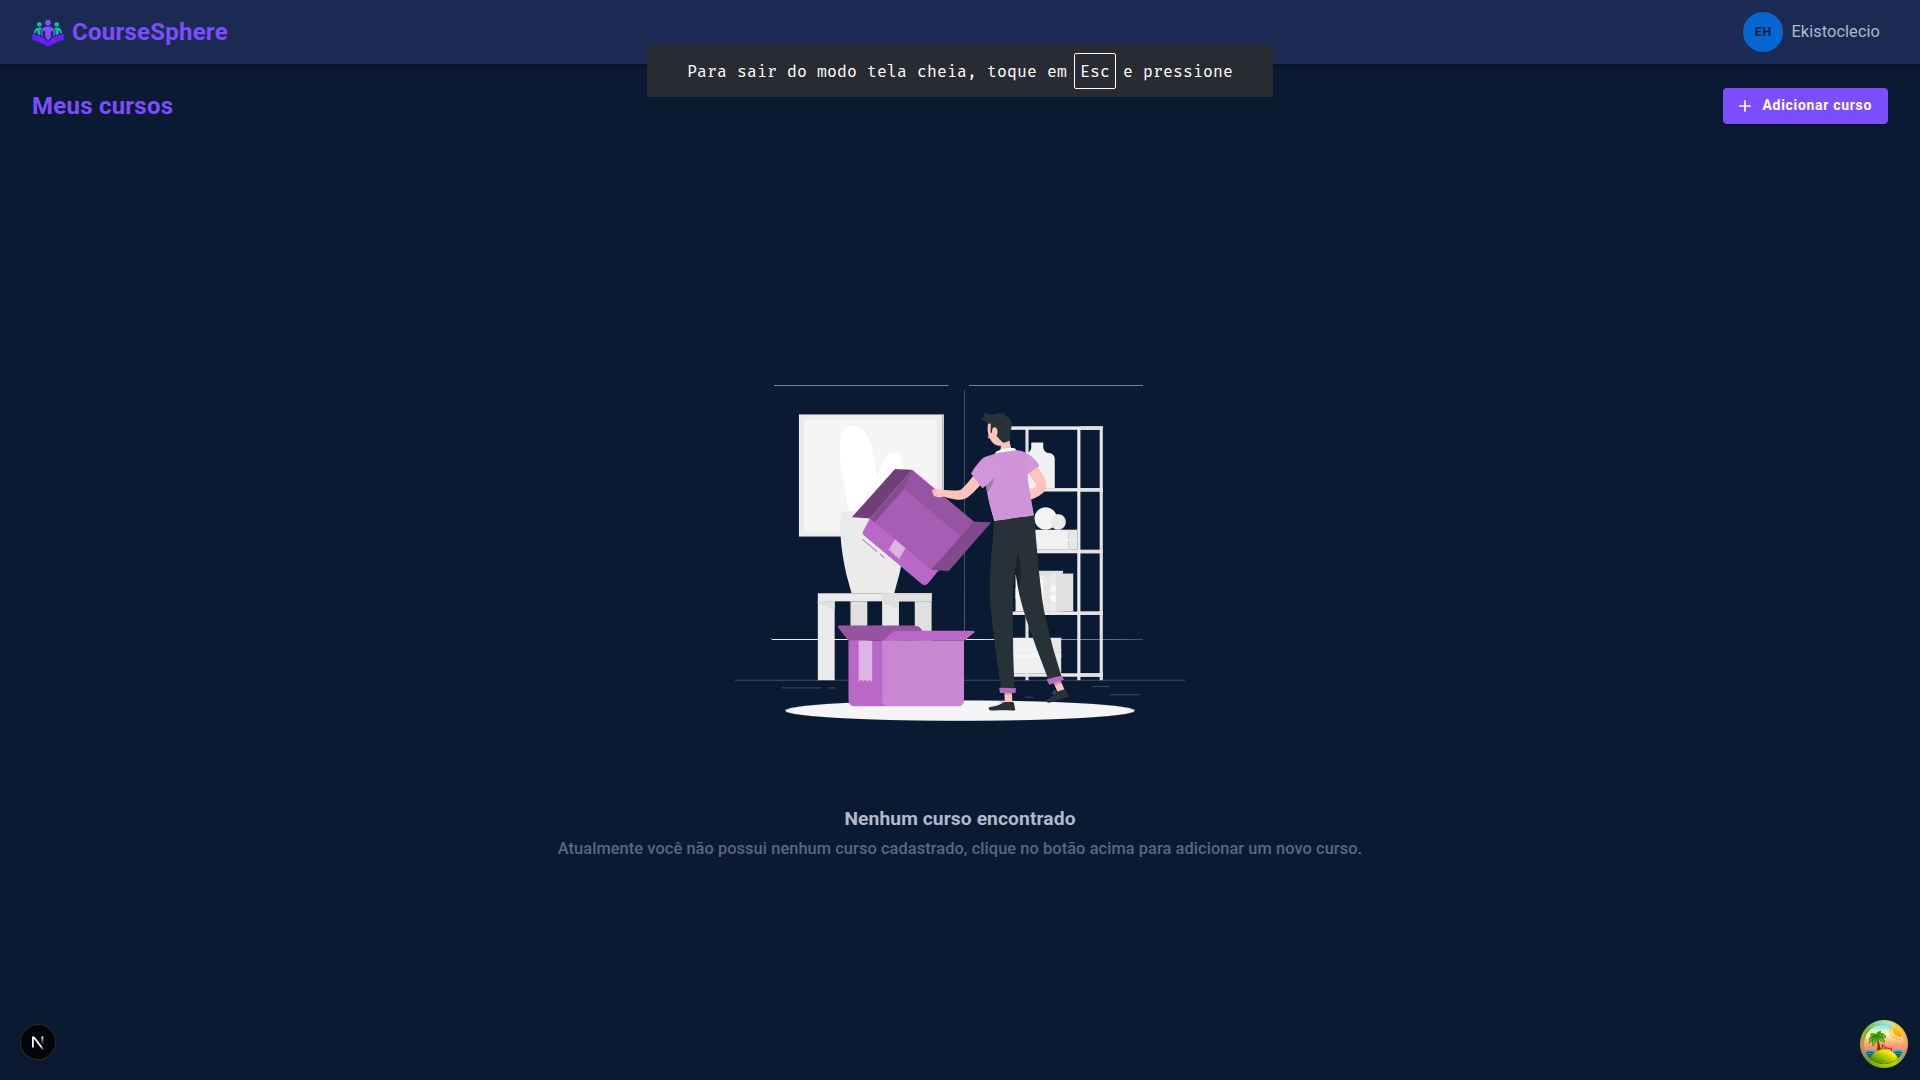 CourseSphere
EH
Ekistoclecio
Para sair do modo tela cheia, toque em Esc e pressione
Meus cursos
Adicionar curso
Nenhum curso encontrado
Atualmente você não possui nenhum curso cadastrado, clique no botão acima para adicionar um novo curso.
N